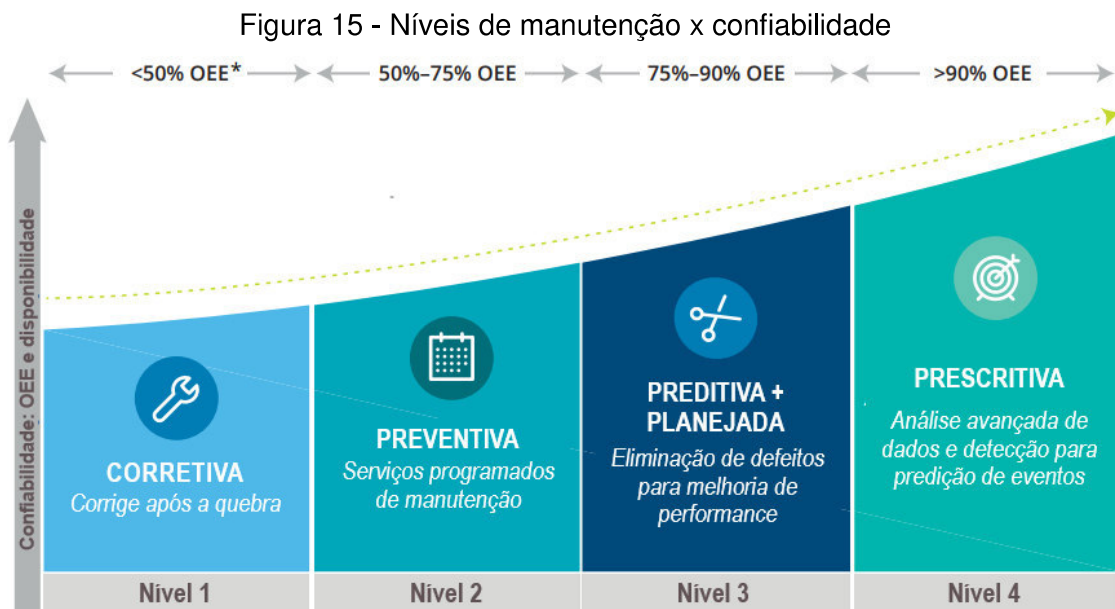 Figura 15 - Níveis de manutenção x confiabilidade
<50% OEE*
50%–75% OEE
75%–90% OEE
>90% OEE
Confiabilidade: OEE e disponibilidade
CORRETIVA
Corrige após a quebra
PREVENTIVA
Serviços programados
de manutenção
PREDITIVA +
PLANEJADA
Eliminação de defeitos
para melhoria de
performance
PRESCRITIVA
Análise avançada de
dados e detecção para
predição de eventos
Nível 1
Nível 2
Nível 3
Nível 4